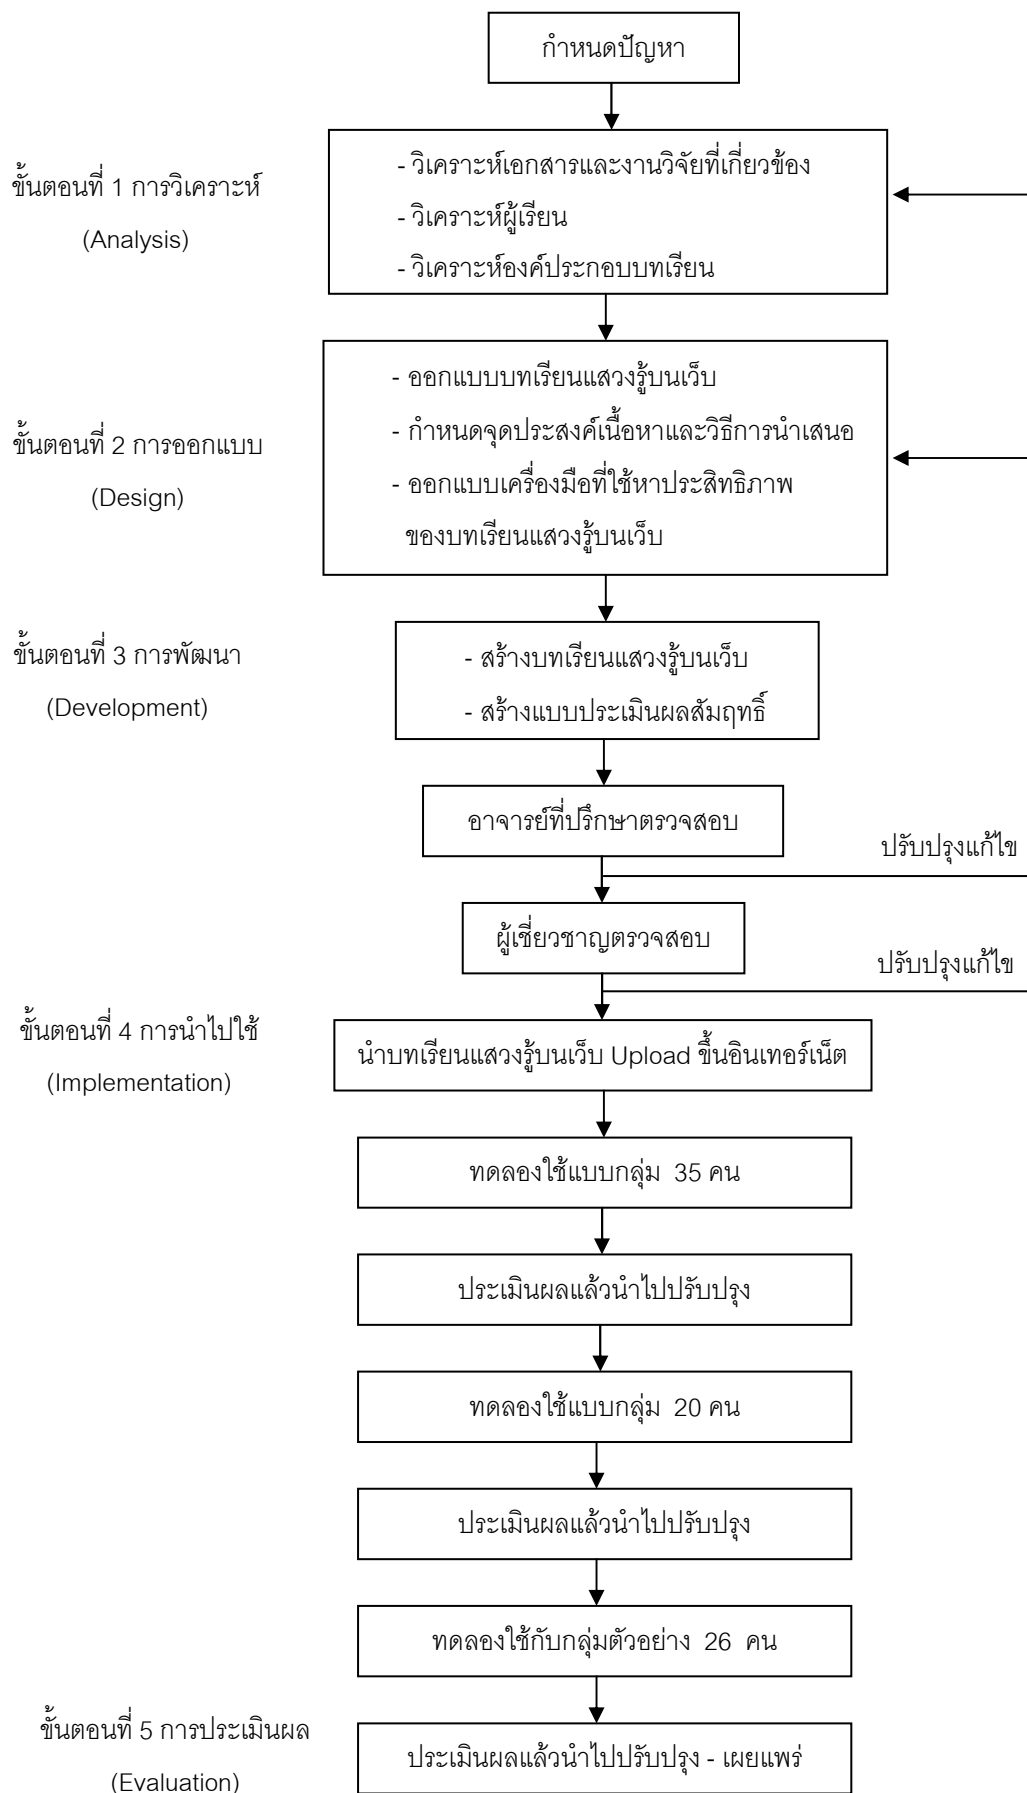 กำหนดปัญหา
ขั้นตอนที่ 1 การวิเคราะห์
(Analysis)
- วิเคราะห์เอกสารและงานวิจัยที่เกี่ยวข้อง
- วิเคราะห์ผู้เรียน
- วิเคราะห์องค์ประกอบบทเรียน
ขั้นตอนที่ 2 การออกแบบ
(Design)
- ออกแบบบทเรียนแสวงรู้บนเว็บ
- กำหนดจุดประสงค์เนื้อหาและวิธีการนำเสนอ
- ออกแบบเครื่องมือที่ใช้หาประสิทธิภาพ
ของบทเรียนแสวงรู้บนเว็บ
ขั้นตอนที่ 3 การพัฒนา
(Development)
- สร้างบทเรียนแสวงรู้บนเว็บ
- สร้างแบบประเมินผลสัมฤทธิ์
อาจารย์ที่ปรึกษาตรวจสอบ
ปรับปรุงแก้ไข
ผู้เชี่ยวชาญตรวจสอบ
ปรับปรุงแก้ไข
ขั้นตอนที่ 4 การนำไปใช้
(Implementation)
นำบทเรียนแสวงรู้บนเว็บ Upload ขึ้นอินเทอร์เน็ต
ทดลองใช้แบบกลุ่ม 35 คน
ประเมินผลแล้วนำไปปรับปรุง
ทดลองใช้แบบกลุ่ม 20 คน
ประเมินผลแล้วนำไปปรับปรุง
ทดลองใช้กับกลุ่มตัวอย่าง 26 คน
ขั้นตอนที่ 5 การประเมินผล
(Evaluation)
ประเมินผลแล้วนำไปปรับปรุง - เผยแพร่